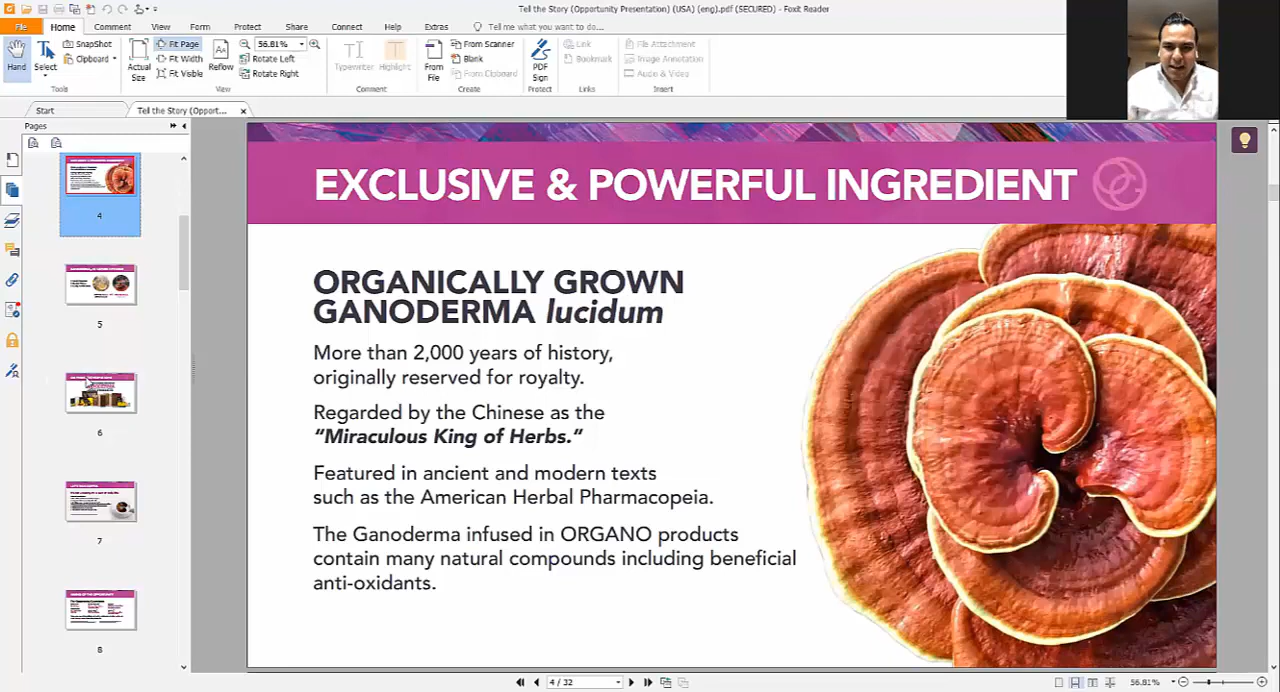 Tell the Story (Opportunity Presentation) (USA) (eng).pdf (SECURED) - Foxit Reader
File Home Comment View Form Protect Share Connect Help Extras Tell me what you want to do...
Hand
Select
SnapShot
Clipboard
Tools
Actual
Size
Fit Page
Fit Width
Fit Visible
Reflow
56.81%
Rotate Left
Rotate Right
View
Typewriter
Highlight
Comment
From
File
From Scanner
Blank
From Clipboard
Create
PDF
Sign
Protect
Link
Bookmark
Links
File Attachment
Image Annotation
Audio & Video
Insert
Start
Tell the Story (Opport...
Pages
4
5
6
7
8
EXCLUSIVE & POWERFUL INGREDIENT
ORGANICALLY GROWN
GANODERMA lucidum
More than 2,000 years of history,
originally reserved for royalty.
Regarded by the Chinese as the
“Miraculous King of Herbs.”
Featured in ancient and modern texts
such as the American Herbal Pharmacopeia.
The Ganoderma infused in ORGANO products
contain many natural compounds including beneficial
anti-oxidants.
4 / 32
56.81%